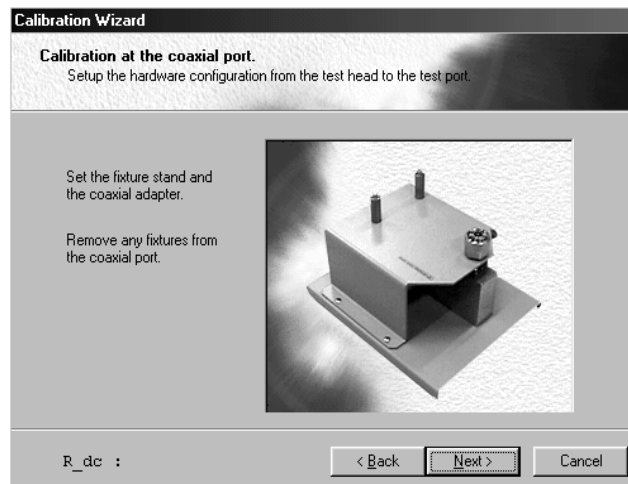 Calibration Wizard
Calibration at the coaxial port.
Setup the hardware configuration from the test head to the test port.
Set the fixture stand and
the coaxial adapter.
Remove any fixtures from
the coaxial port.
R_dc :
< Back
Next >
Cancel